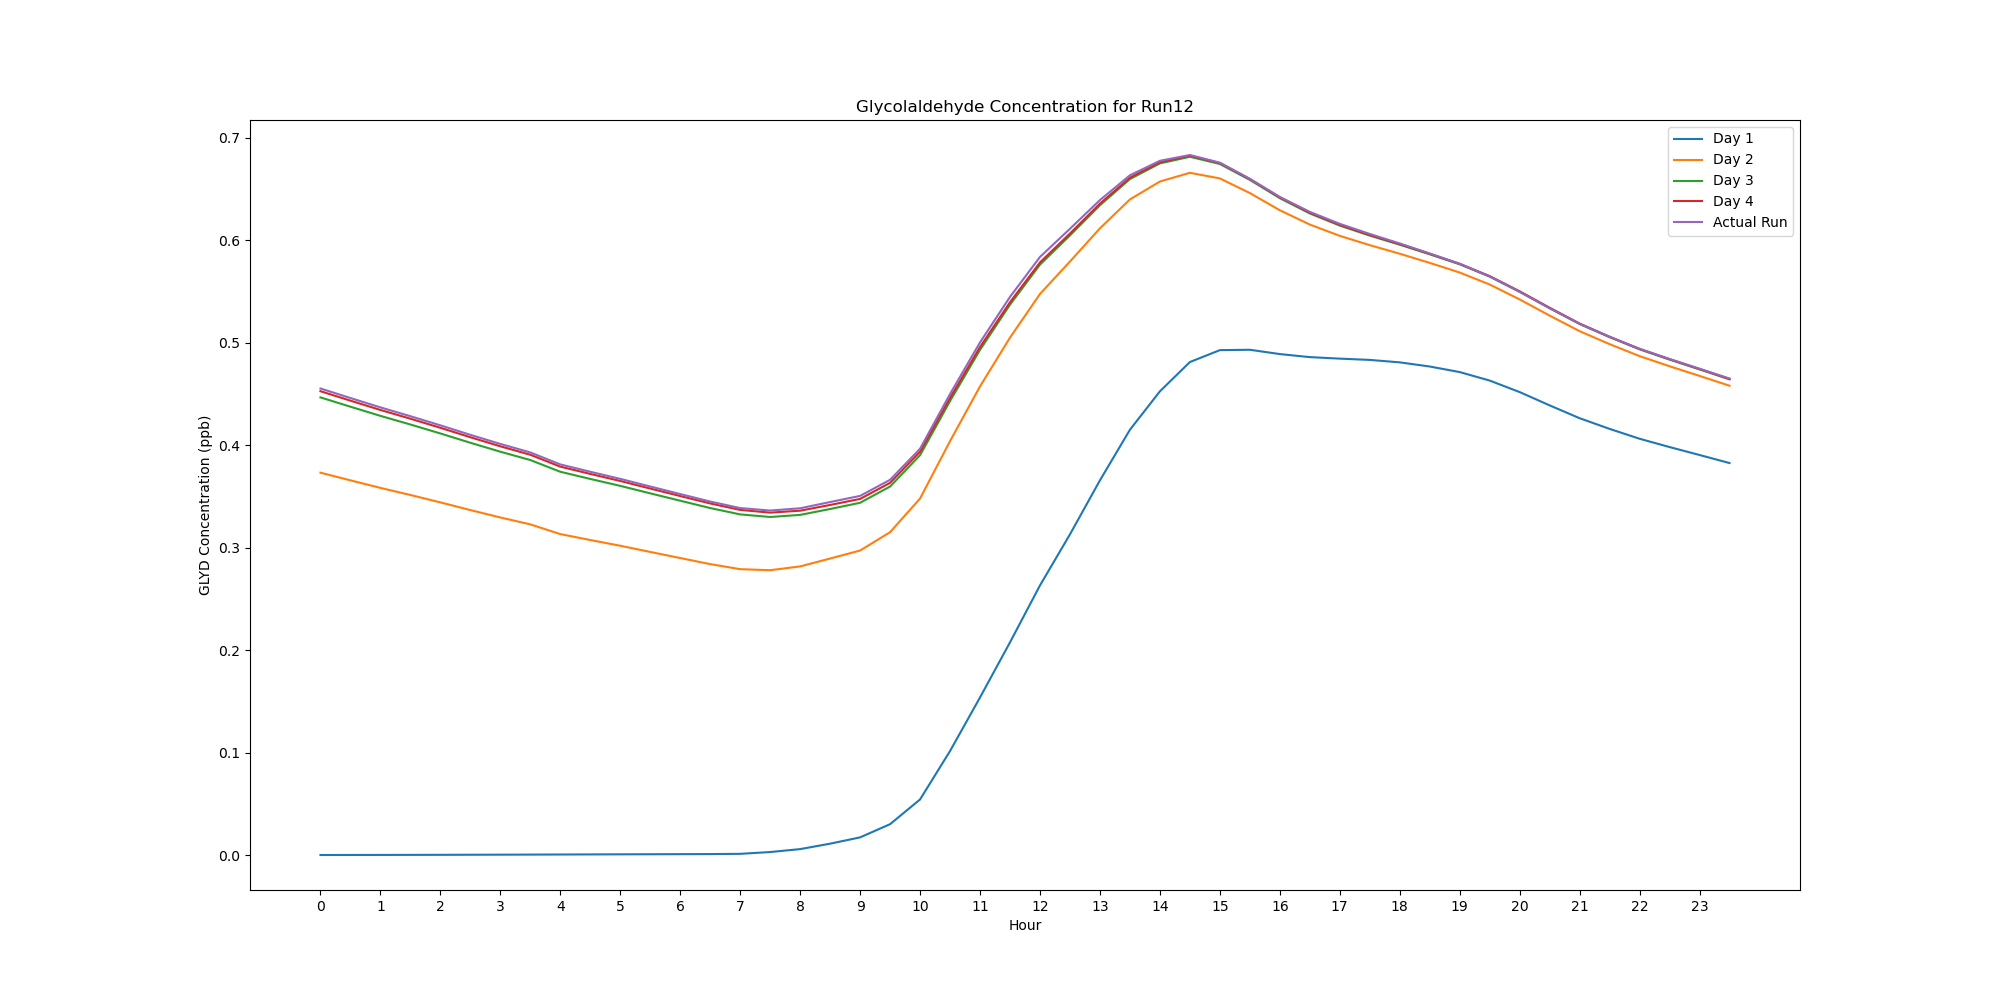 Glycolaldehyde Concentration for Run12
0.7
0.6
0.5
0.4
0.3
0.2
0.1
0.0
GLYD Concentration (ppb)
Day 1
Day 2
Day 3
Day 4
Actual Run
0 1 2 3 4 5 6 7 8 9 10 11 12 13 14 15 16 17 18 19 20 21 22 23
Hour